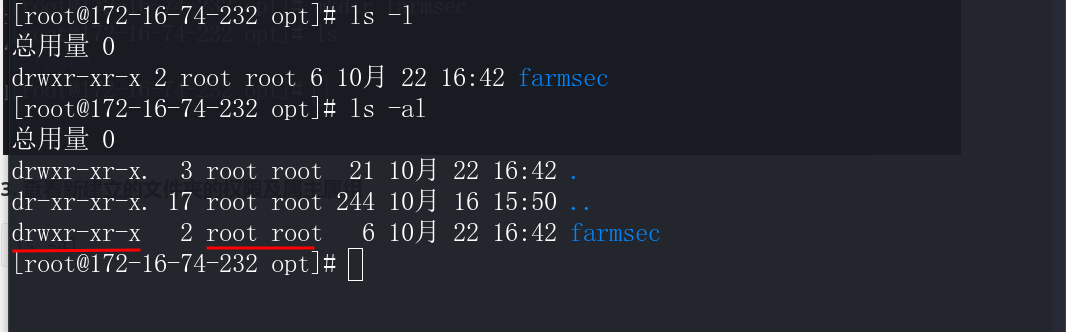 [root@172-16-74-232 opt]# ls -l
总用量 0
drwxr-xr-x 2 root root 6 10月 22 16:42 farmsec
[root@172-16-74-232 opt]# ls -al
总用量 0
drwxr-xr-x.  3 root root  21 10月 22 16:42 .
dr-xr-xr-x. 17 root root 244 10月 16 15:50 ..
drwxr-xr-x   2 root root   6 10月 22 16:42 farmsec
[root@172-16-74-232 opt]#